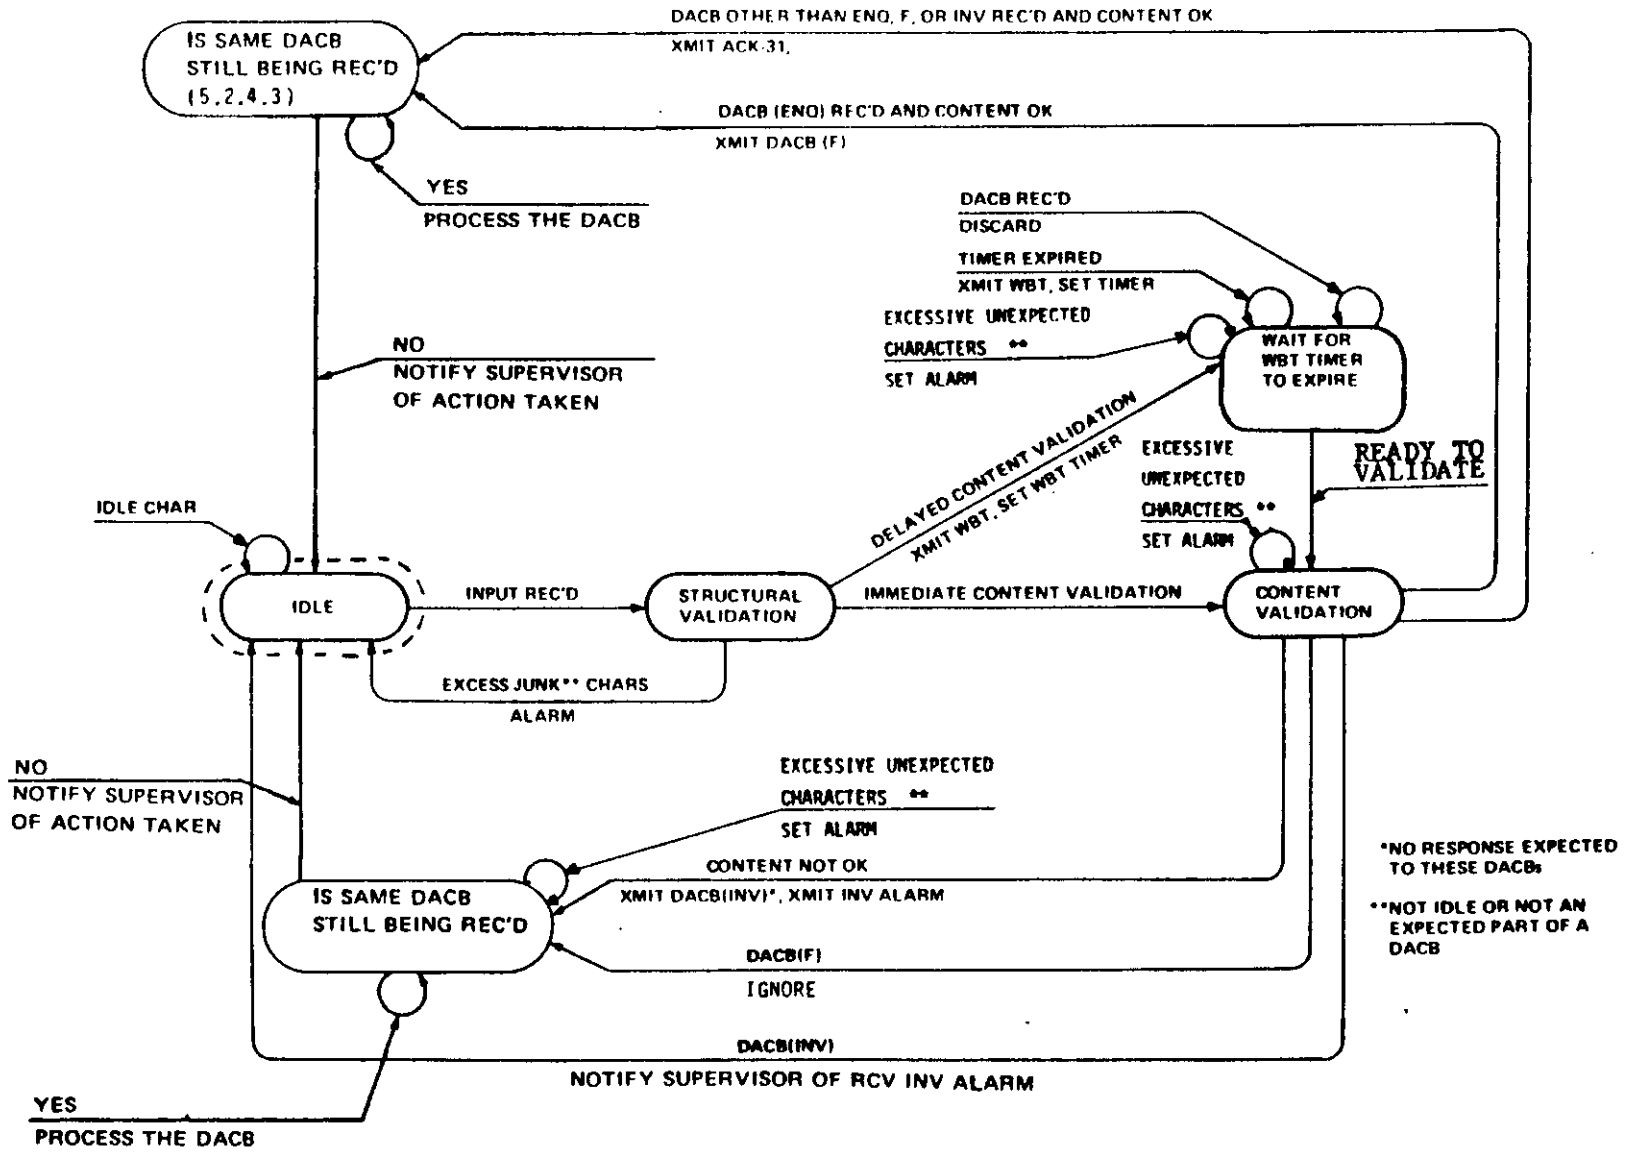 DACB OTHER THAN ENQ, F, OR INV REC'D AND CONTENT OK
XMIT ACK-31,
IS SAME DACB
STILL BEING REC'D
(5.2.4.3)
DACB (ENQ) REC'D AND CONTENT OK
XMIT DACB (F)
YES
PROCESS THE DACB
DACB REC'D
DISCARD
TIMER EXPIRED
XMIT WBT, SET TIMER
EXCESSIVE UNEXPECTED
CHARACTERS **
SET ALARM
WAIT FOR
WBT TIMER
TO EXPIRE
NO
NOTIFY SUPERVISOR
OF ACTION TAKEN
DELAYED CONTENT VALIDATION
XMIT WBT, SET WBT TIMER
EXCESSIVE
UNEXPECTED
CHARACTERS **
SET ALARM
READY TO
VALIDATE
IDLE CHAR
IDLE
INPUT REC'D
STRUCTURAL
VALIDATION
IMMEDIATE CONTENT VALIDATION
CONTENT
VALIDATION
EXCESS JUNK** CHARS
ALARM
NO
NOTIFY SUPERVISOR
OF ACTION TAKEN
EXCESSIVE UNEXPECTED
CHARACTERS **
SET ALARM
CONTENT NOT OK
XMIT DACB(INV)*, XMIT INV ALARM
IS SAME DACB
STILL BEING REC'D
DACB(F)
IGNORE
*NO RESPONSE EXPECTED
TO THESE DACBs
**NOT IDLE OR NOT AN
EXPECTED PART OF A
DACB
DACB(INV)
NOTIFY SUPERVISOR OF RCV INV ALARM
YES
PROCESS THE DACB